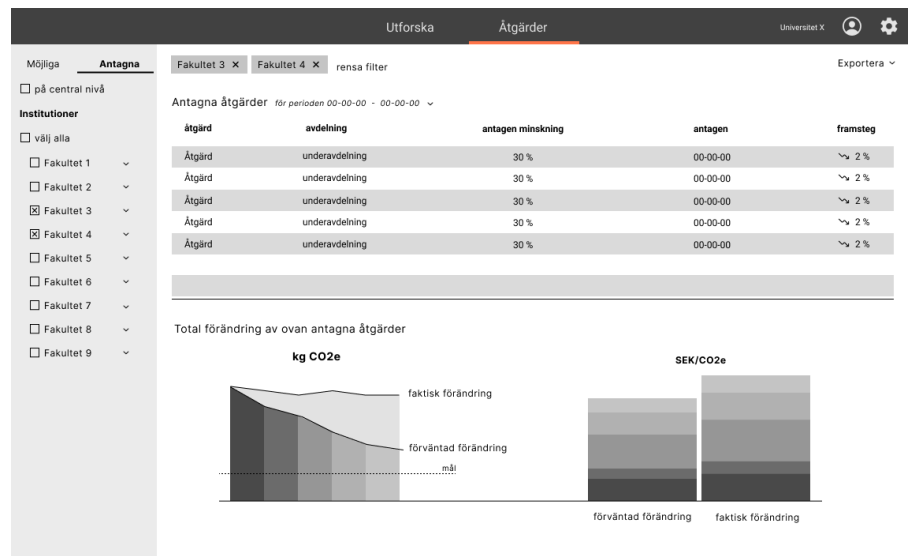 Utforska Åtgärder Universitet X
Möjliga Antagna
på central nivå
Institutioner
välj alla
Fakultet 1
Fakultet 2
Fakultet 3
Fakultet 4
Fakultet 5
Fakultet 6
Fakultet 7
Fakultet 8
Fakultet 9
Fakultet 3 × Fakultet 4 × rensa filter Exportera
Antagna åtgärder för perioden 00-00-00 - 00-00-00
åtgärd avdelning antagen minskning antagen framsteg
Åtgärd underavdelning 30 % 00-00-00 2 %
Åtgärd underavdelning 30 % 00-00-00 2 %
Åtgärd underavdelning 30 % 00-00-00 2 %
Åtgärd underavdelning 30 % 00-00-00 2 %
Åtgärd underavdelning 30 % 00-00-00 2 %
Total förändring av ovan antagna åtgärder
kg CO2e
faktisk förändring
förväntad förändring
mål
SEK/CO2e
förväntad förändring faktisk förändring